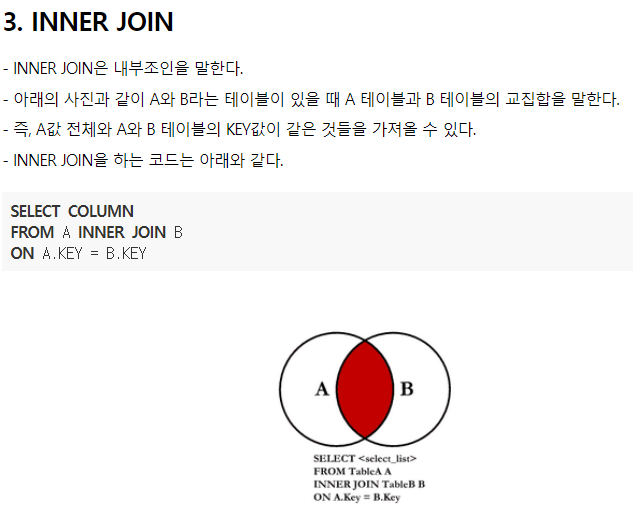 3. INNER JOIN
- INNER JOIN은 내부조인을 말한다.
- 아래의 사진과 같이 A와 B라는 테이블이 있을 때 A 테이블과 B 테이블의 교집합을 말한다.
- 즉, A값 전체와 A와 B 테이블의 KEY값이 같은 것들을 가져올 수 있다.
- INNER JOIN을 하는 코드는 아래와 같다.
SELECT COLUMN
FROM A INNER JOIN B
ON A.KEY = B.KEY
A B
SELECT <select_list>
FROM TableA A
INNER JOIN TableB B
ON A.Key = B.Key